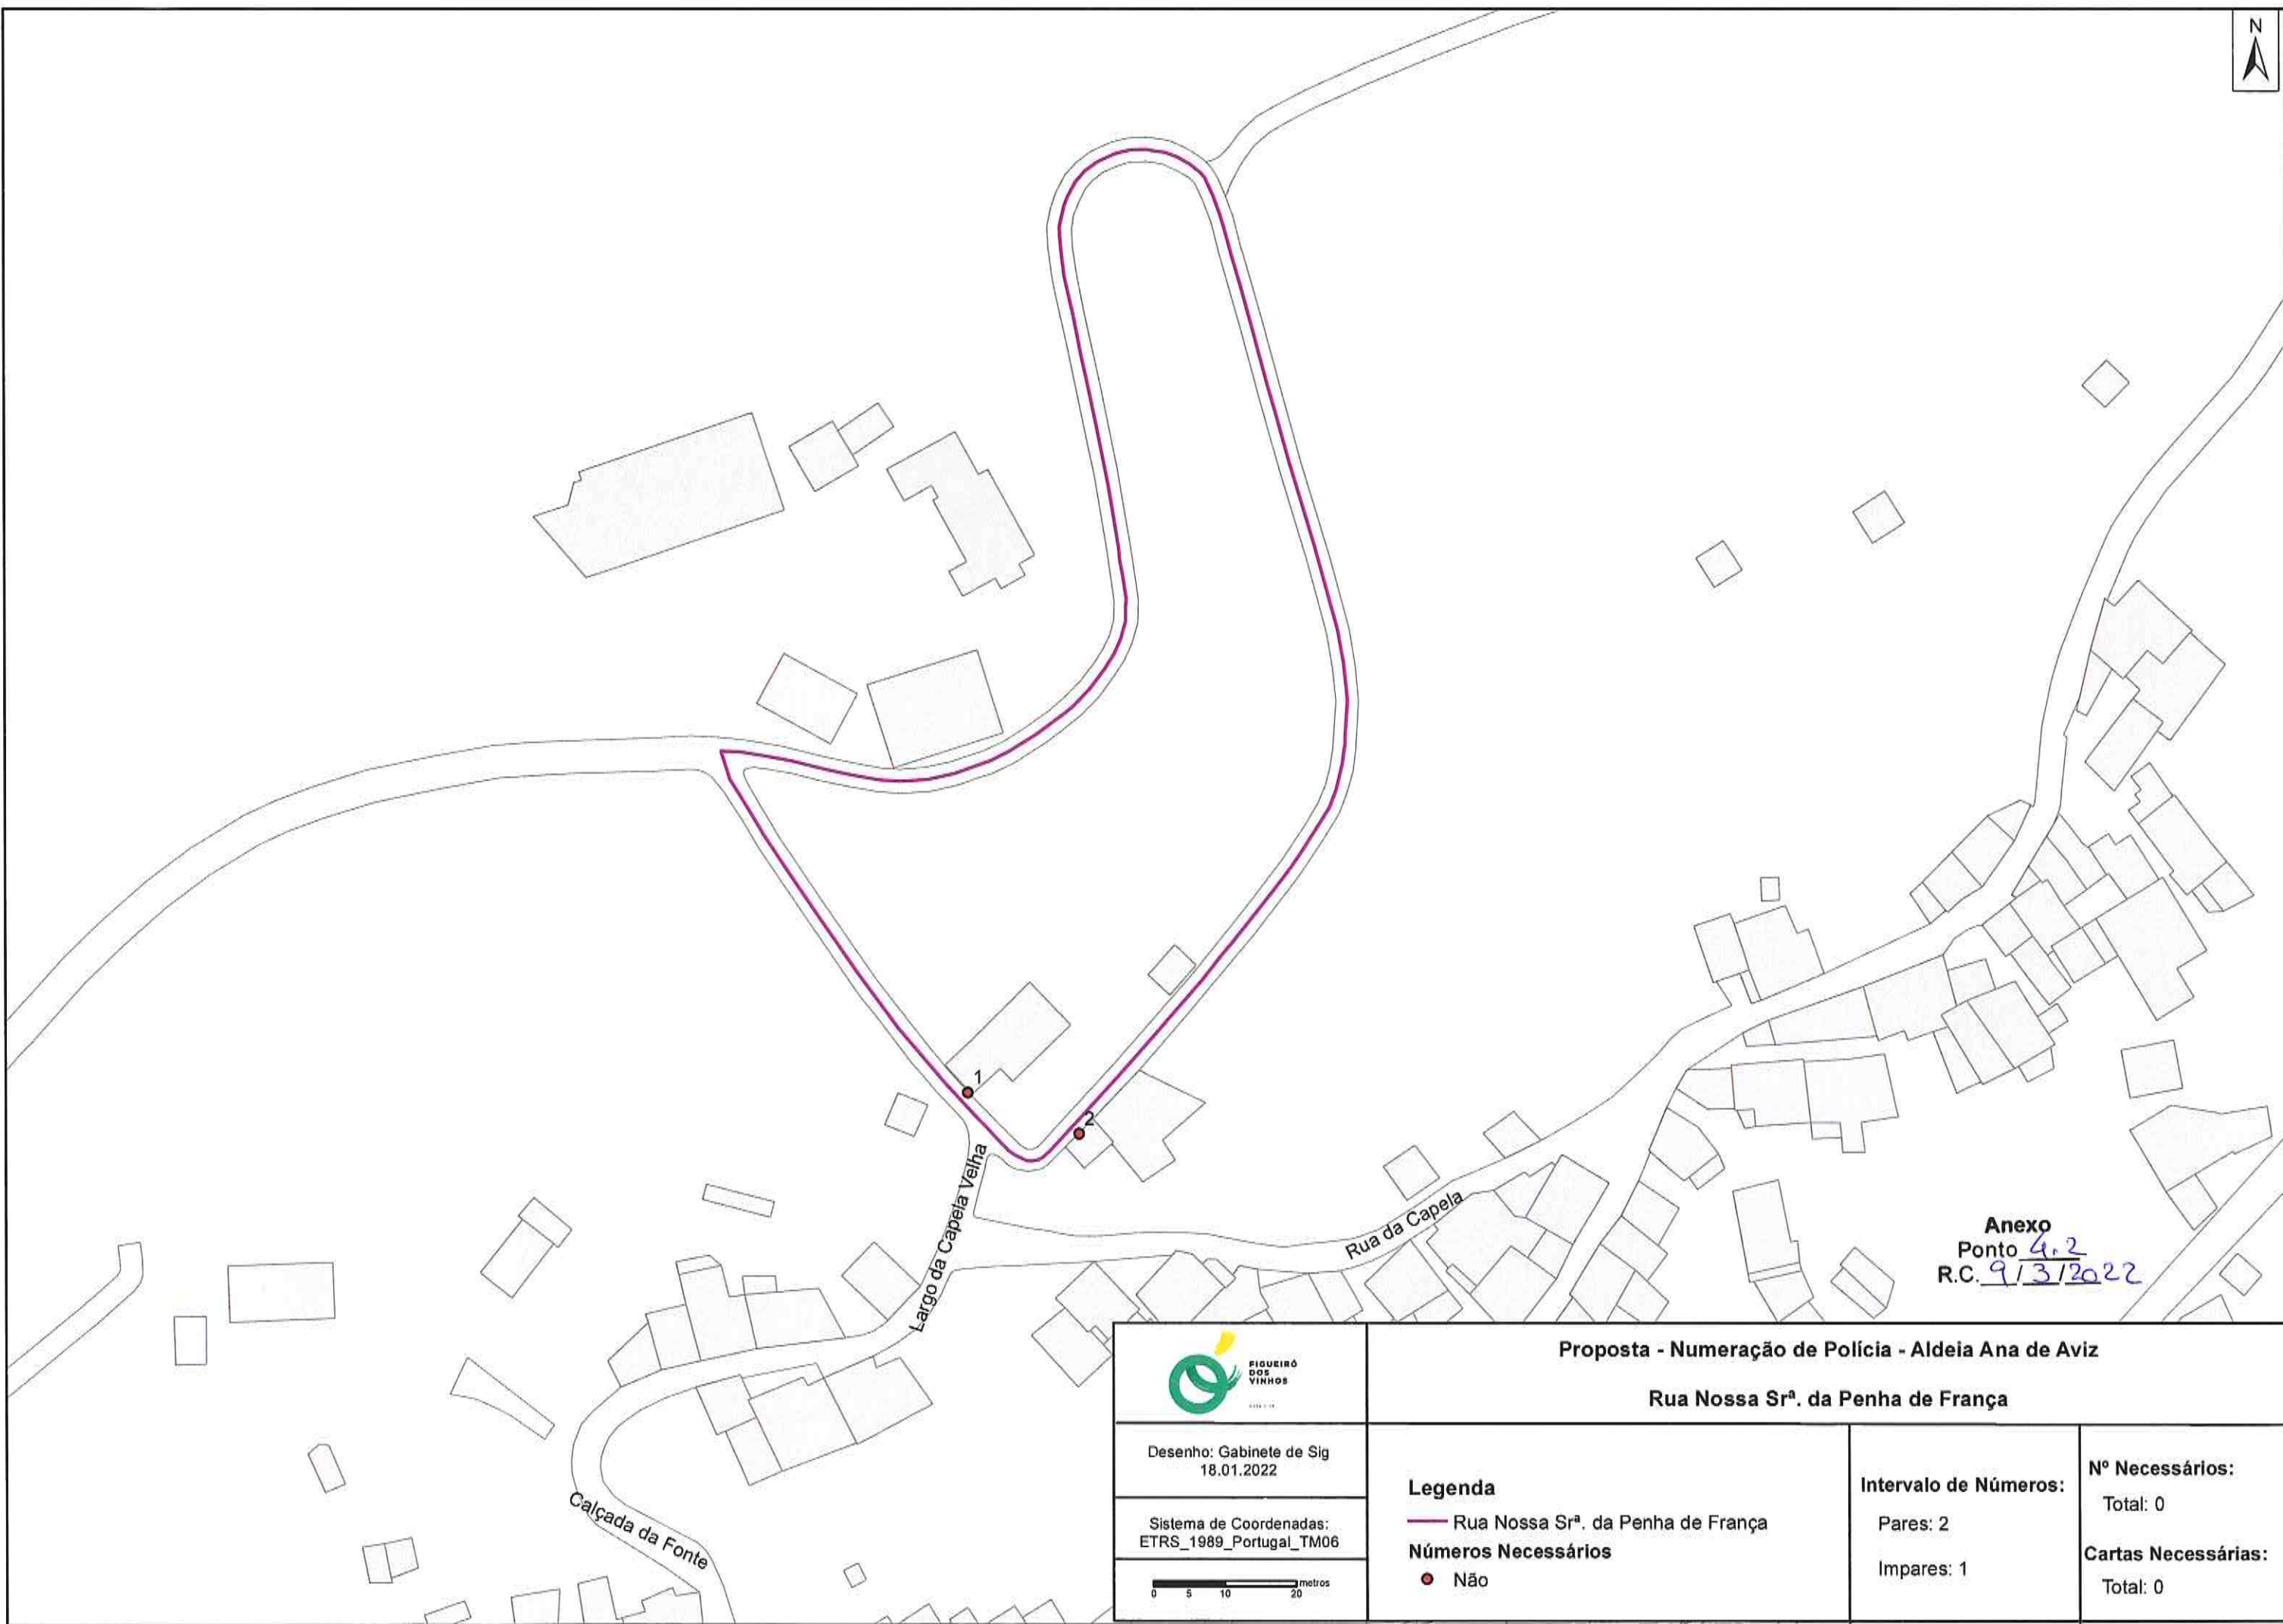 N
1
2
Largo da Capela Velha
Rua da Capela
Calçada da Fonte
Anexo
Ponto 4.2
R.C. 9/3/2022
FIGUEIRÓ
DOS
VINHOS
Proposta - Numeração de Polícia - Aldeia Ana de Aviz
Rua Nossa Srª. da Penha de França
Desenho: Gabinete de Sig
18.01.2022
Sistema de Coordenadas:
ETRS_1989_Portugal_TM06
metros
0 5 10 20
Legenda
Rua Nossa Srª. da Penha de França
Números Necessários
Não
Intervalo de Números:
Pares: 2
Impares: 1
Nº Necessários:
Total: 0
Cartas Necessárias:
Total: 0